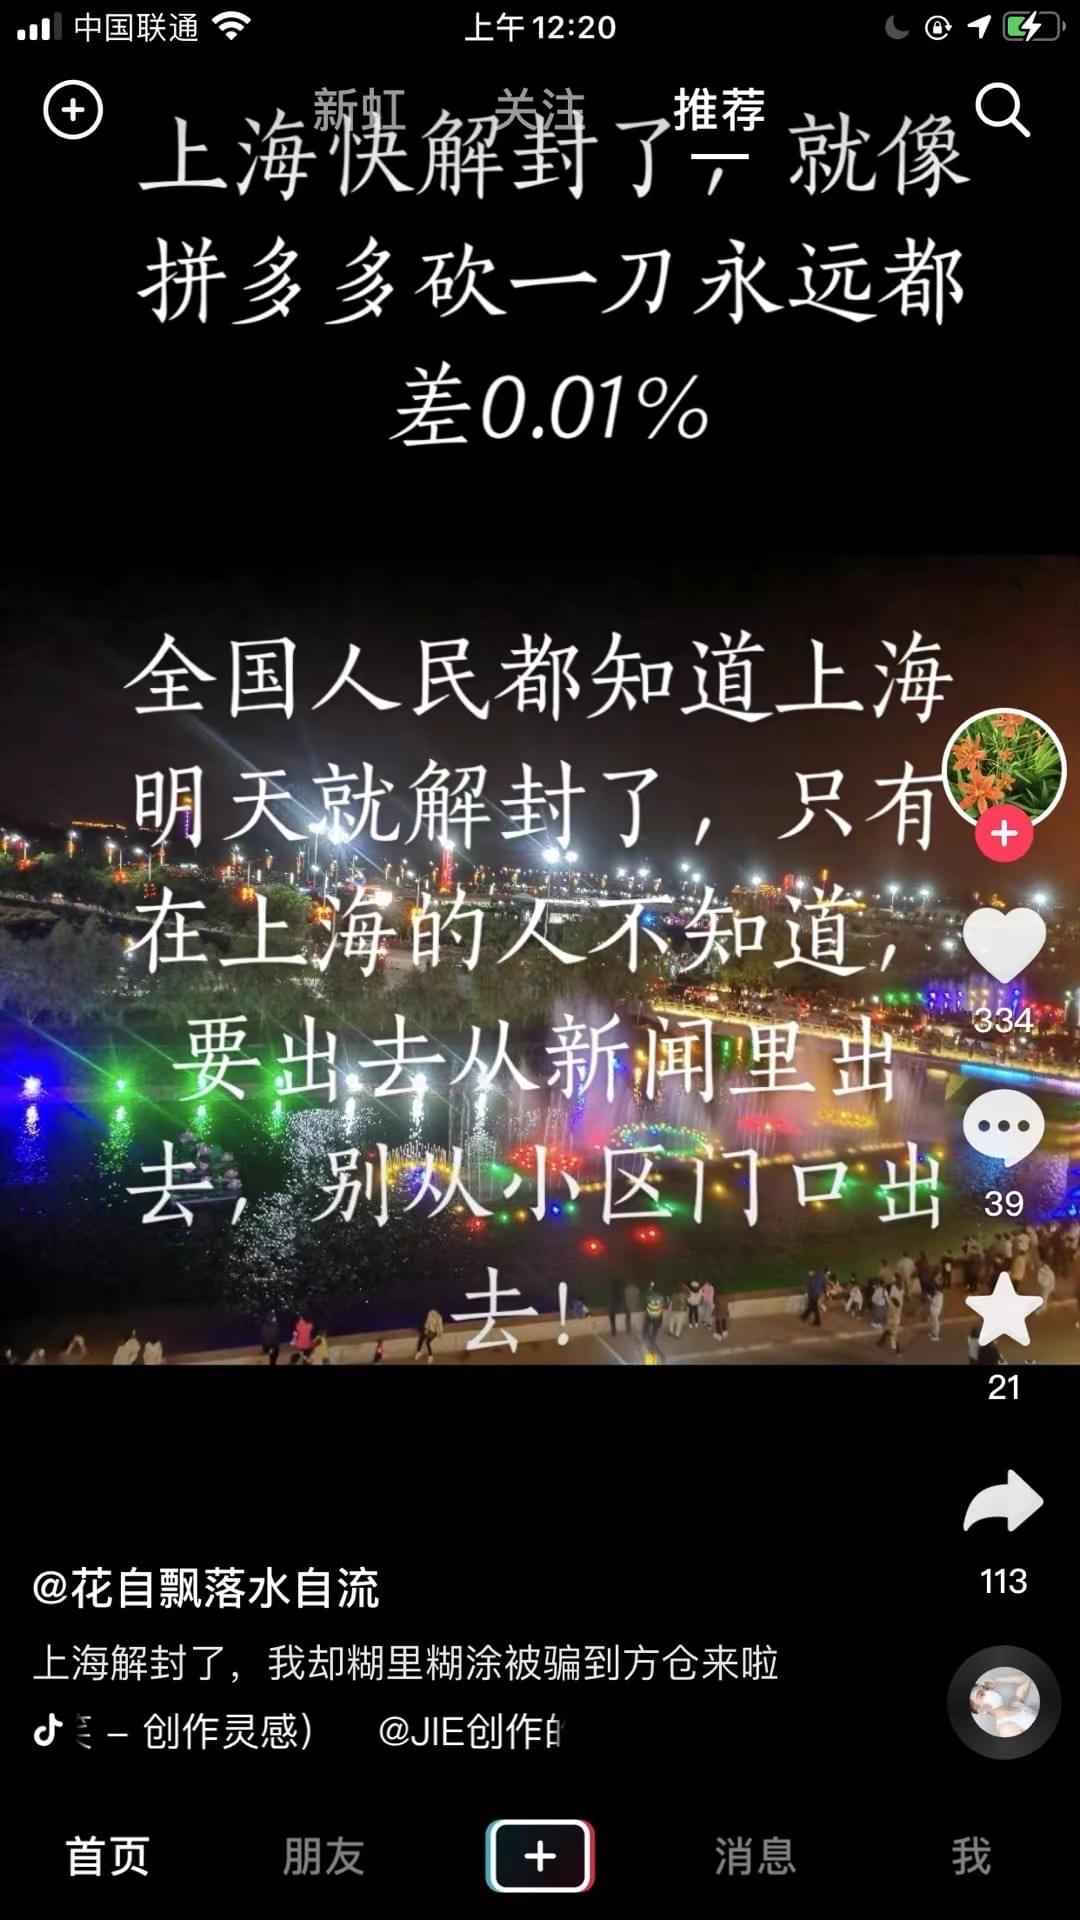 中国联通
上午12:20
新虹 关注 推荐
上海快解封了，就像
拼多多砍一刀永远都
差0.01%
全国人民都知道上海
明天就解封了，只有
在上海的人不知道，
要出去从新闻里出
去，别从小区门口出
去！
334
39
21
113
@花自飘落水自流
上海解封了，我却糊里糊涂被骗到方仓来啦
– 创作灵感） @JIE创作的
首页 朋友 消息 我